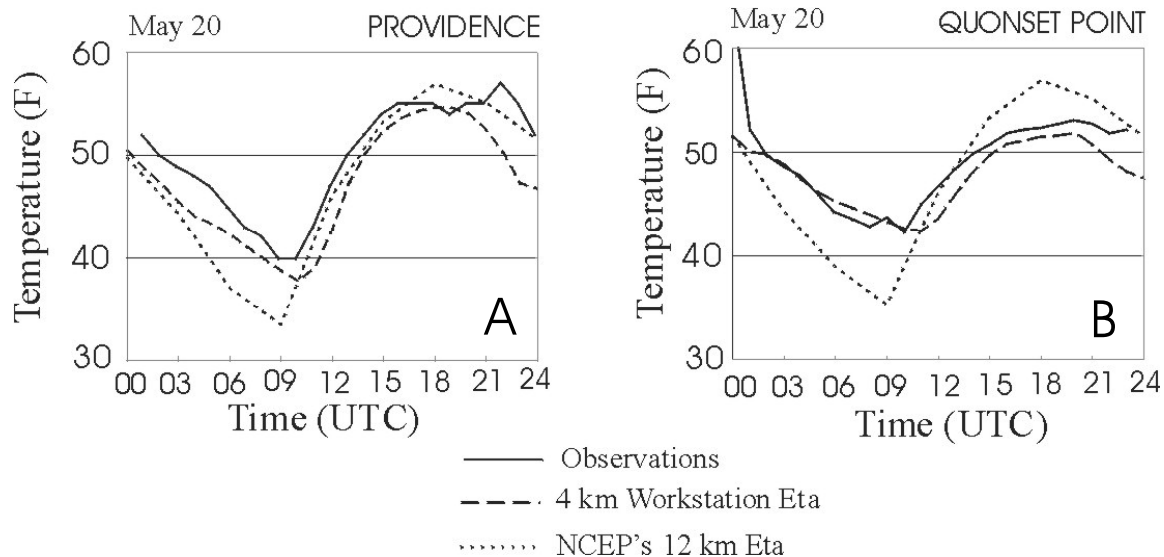 May 20 PROVIDENCE
60
50
40
30
Temperature (F)
A
00 03 06 09 12 15 18 21 24
Time (UTC)
May 20 QUONSET POINT
60
50
40
30
Temperature (F)
B
00 03 06 09 12 15 18 21 24
Time (UTC)
Observations
4 km Workstation Eta
NCEP's 12 km Eta